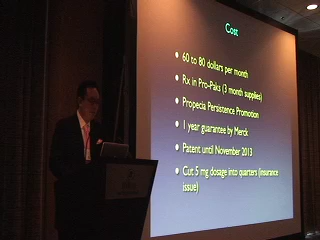 Cost
• 60 to 80 dollars per month
• Rx in Pro-Paks (3 month supplies)
• Propecia Persistence Promotion
• 1 year guarantee by Merck
• Patent until November 2013
• Cut 5 mg dosage into quarters (insurance
issue)